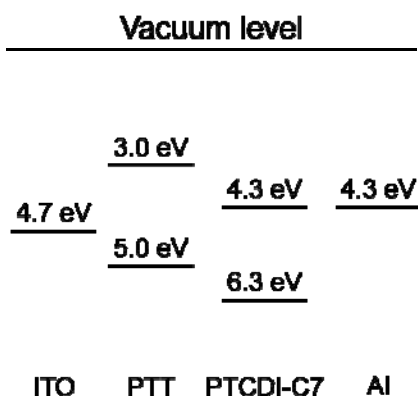 Vacuum level
3.0 eV
4.3 eV 4.3 eV
4.7 eV
5.0 eV
6.3 eV
ITO PTT PTCDI-C7 Al